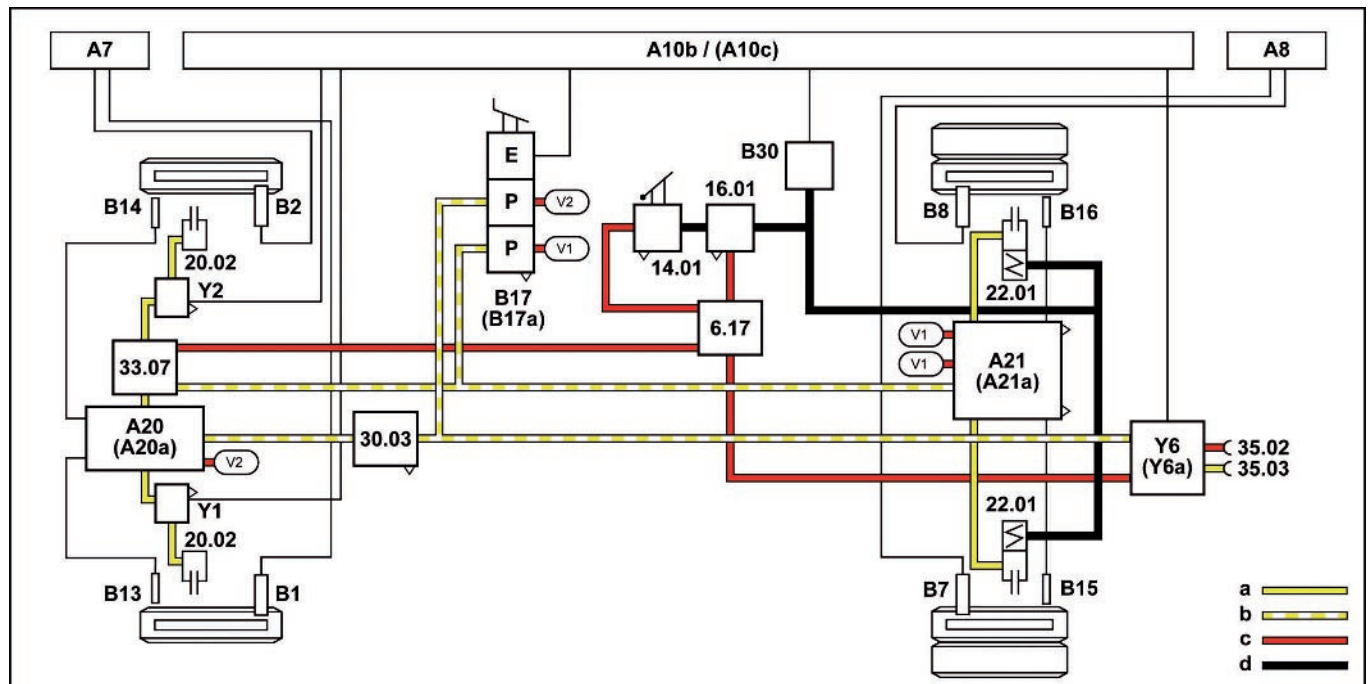 A7
A10b / (A10c)
A8
E
P
P
V2
V1
B17
(B17a)
B30
16.01
14.01
6.17
B14
B2
20.02
Y2
33.07
A20
(A20a)
V2
30.03
Y1
20.02
B13
B1
B8
B16
22.01
V1
V1
A21
(A21a)
Y6
(Y6a)
35.02
35.03
22.01
B7
B15
a
b
c
d